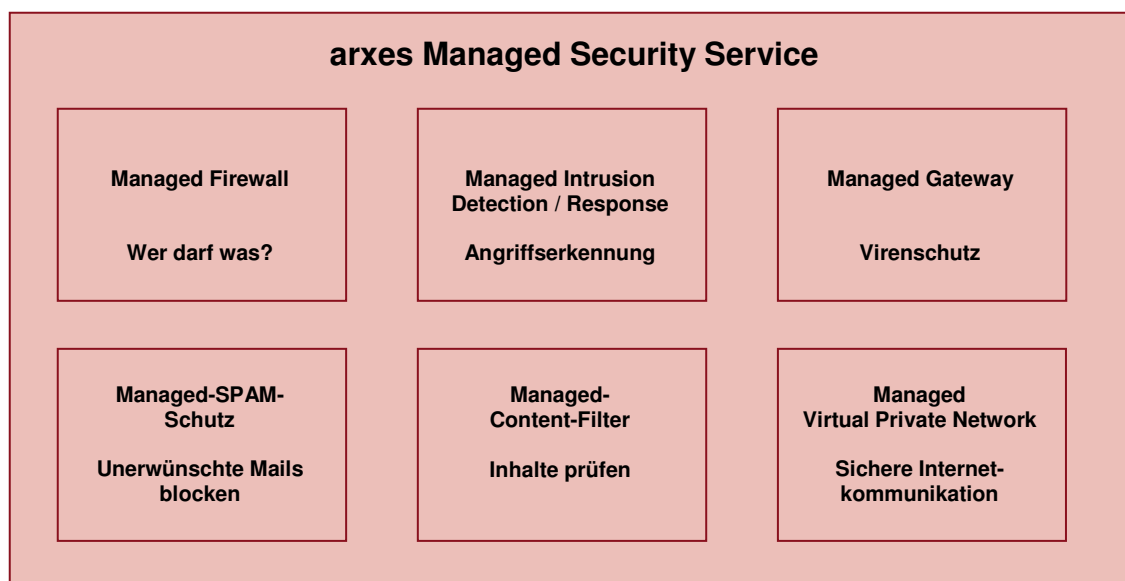 arxes Managed Security Service
Managed Firewall
Wer darf was?
Managed Intrusion
Detection / Response
Angriffserkennung
Managed Gateway
Virenschutz
Managed-SPAM-
Schutz
Unerwünschte Mails
blocken
Managed-
Content-Filter
Inhalte prüfen
Managed
Virtual Private Network
Sichere Internet-
kommunikation